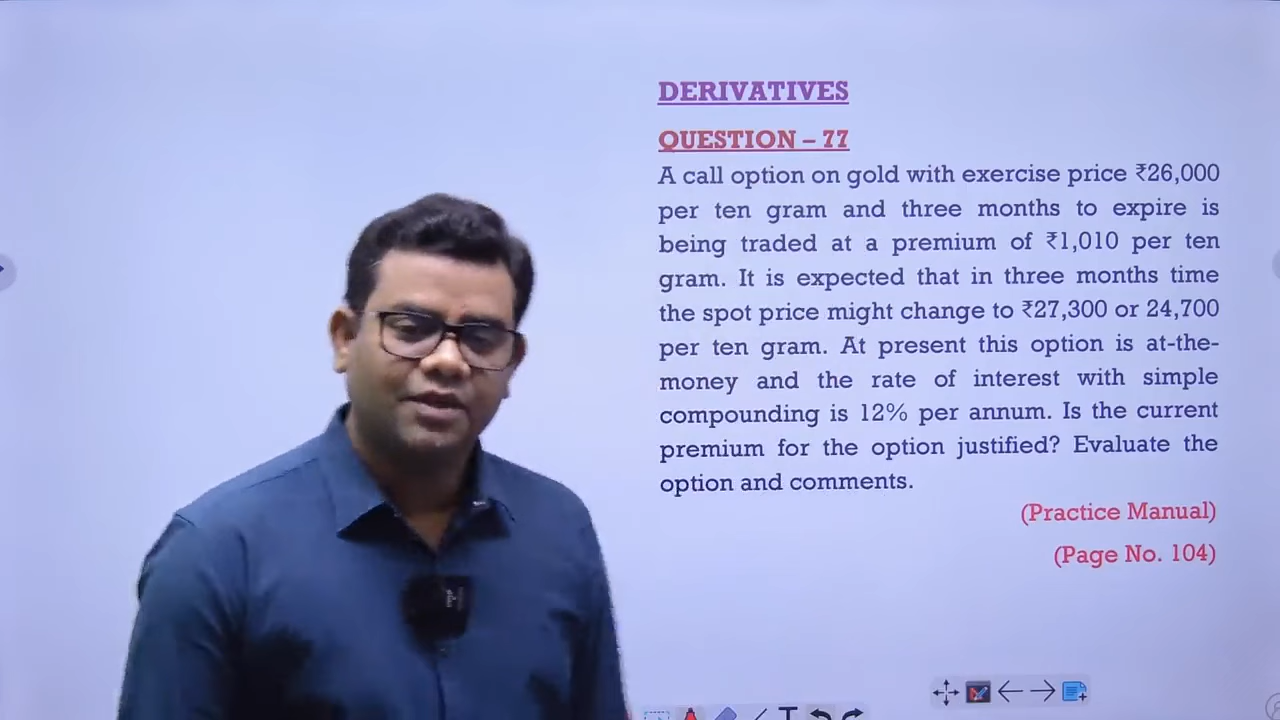 DERIVATIVES
QUESTION – 77
A call option on gold with exercise price ₹26,000
per ten gram and three months to expire is
being traded at a premium of ₹1,010 per ten
gram. It is expected that in three months time
the spot price might change to ₹27,300 or 24,700
per ten gram. At present this option is at-the-
money and the rate of interest with simple
compounding is 12% per annum. Is the current
premium for the option justified? Evaluate the
option and comments.
(Practice Manual)
(Page No. 104)